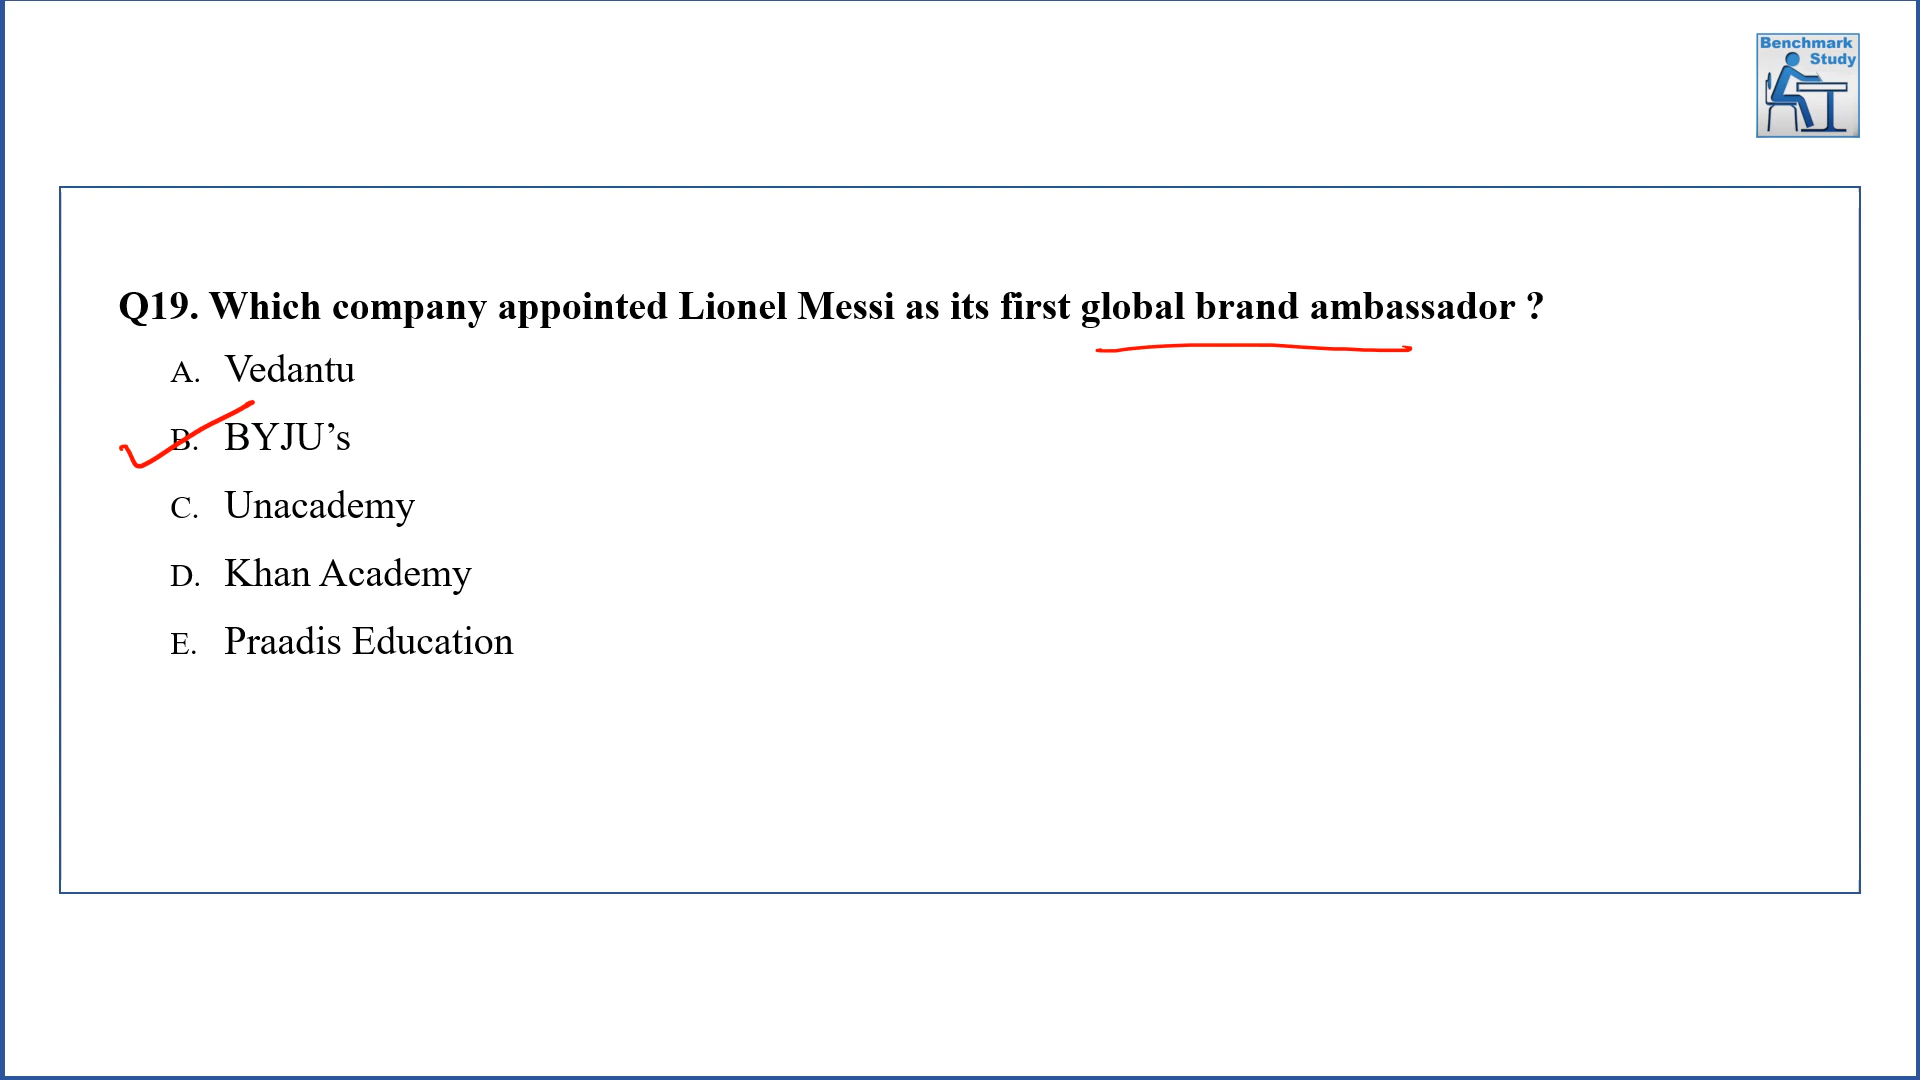 Benchmark
Study
Q19. Which company appointed Lionel Messi as its first global brand ambassador ?
A. Vedantu
B. BYJU’s
C. Unacademy
D. Khan Academy
E. Praadis Education